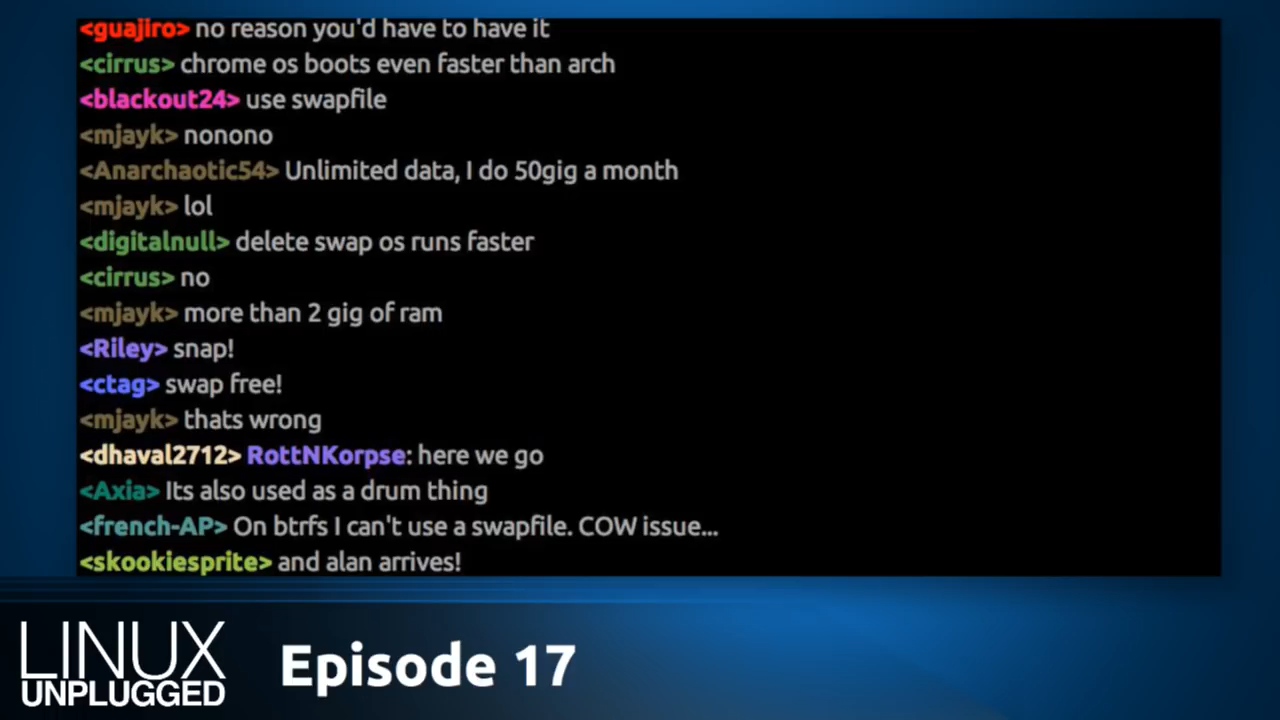 <guajiro> no reason you'd have to have it
<cirrus> chrome os boots even faster than arch
<blackout24> use swapfile
<mjayk> nonono
<Anarchaotic54> Unlimited data, I do 50gig a month
<mjayk> lol
<digitalnull> delete swap os runs faster
<cirrus> no
<mjayk> more than 2 gig of ram
<Riley> snap!
<ctag> swap free!
<mjayk> thats wrong
<dhaval2712> RottNKorpse: here we go
<Axia> Its also used as a drum thing
<french-AP> On btrfs I can't use a swapfile. COW issue...
<skookiesprite> and alan arrives!
LINUX
UNPLUGGED
Episode 17